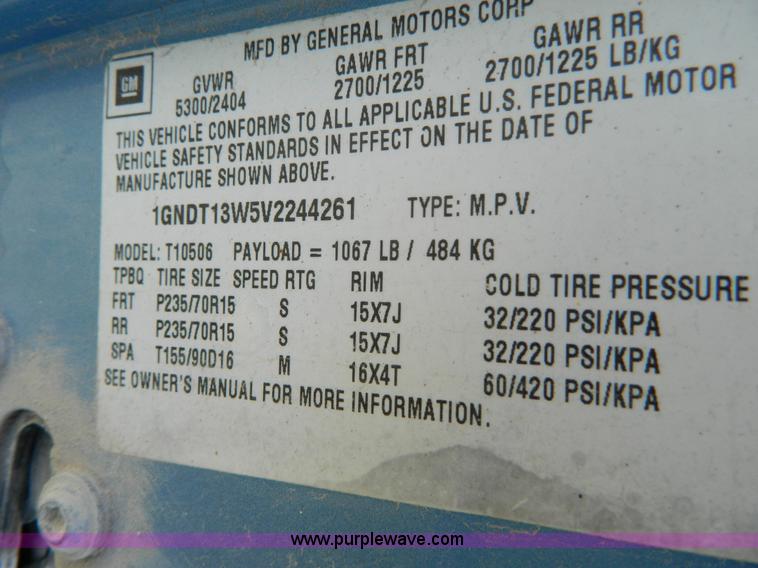 MFD BY GENERAL MOTORS CORP
GM
GVWR GAWR FRT GAWR RR
5300/2404 2700/1225 2700/1225 LB/KG
THIS VEHICLE CONFORMS TO ALL APPLICABLE U.S. FEDERAL MOTOR
VEHICLE SAFETY STANDARDS IN EFFECT ON THE DATE OF
MANUFACTURE SHOWN ABOVE.
1GNDT13W5V2244261 TYPE: M.P.V.
MODEL: T10506 PAYLOAD = 1067 LB / 484 KG
TPBQ TIRE SIZE SPEED RTG RIM COLD TIRE PRESSURE
FRT P235/70R15 S 15X7J 32/220 PSI/KPA
RR P235/70R15 S 15X7J 32/220 PSI/KPA
SPA T155/90D16 M 16X4T 60/420 PSI/KPA
SEE OWNER'S MANUAL FOR MORE INFORMATION.
www.purplewave.com